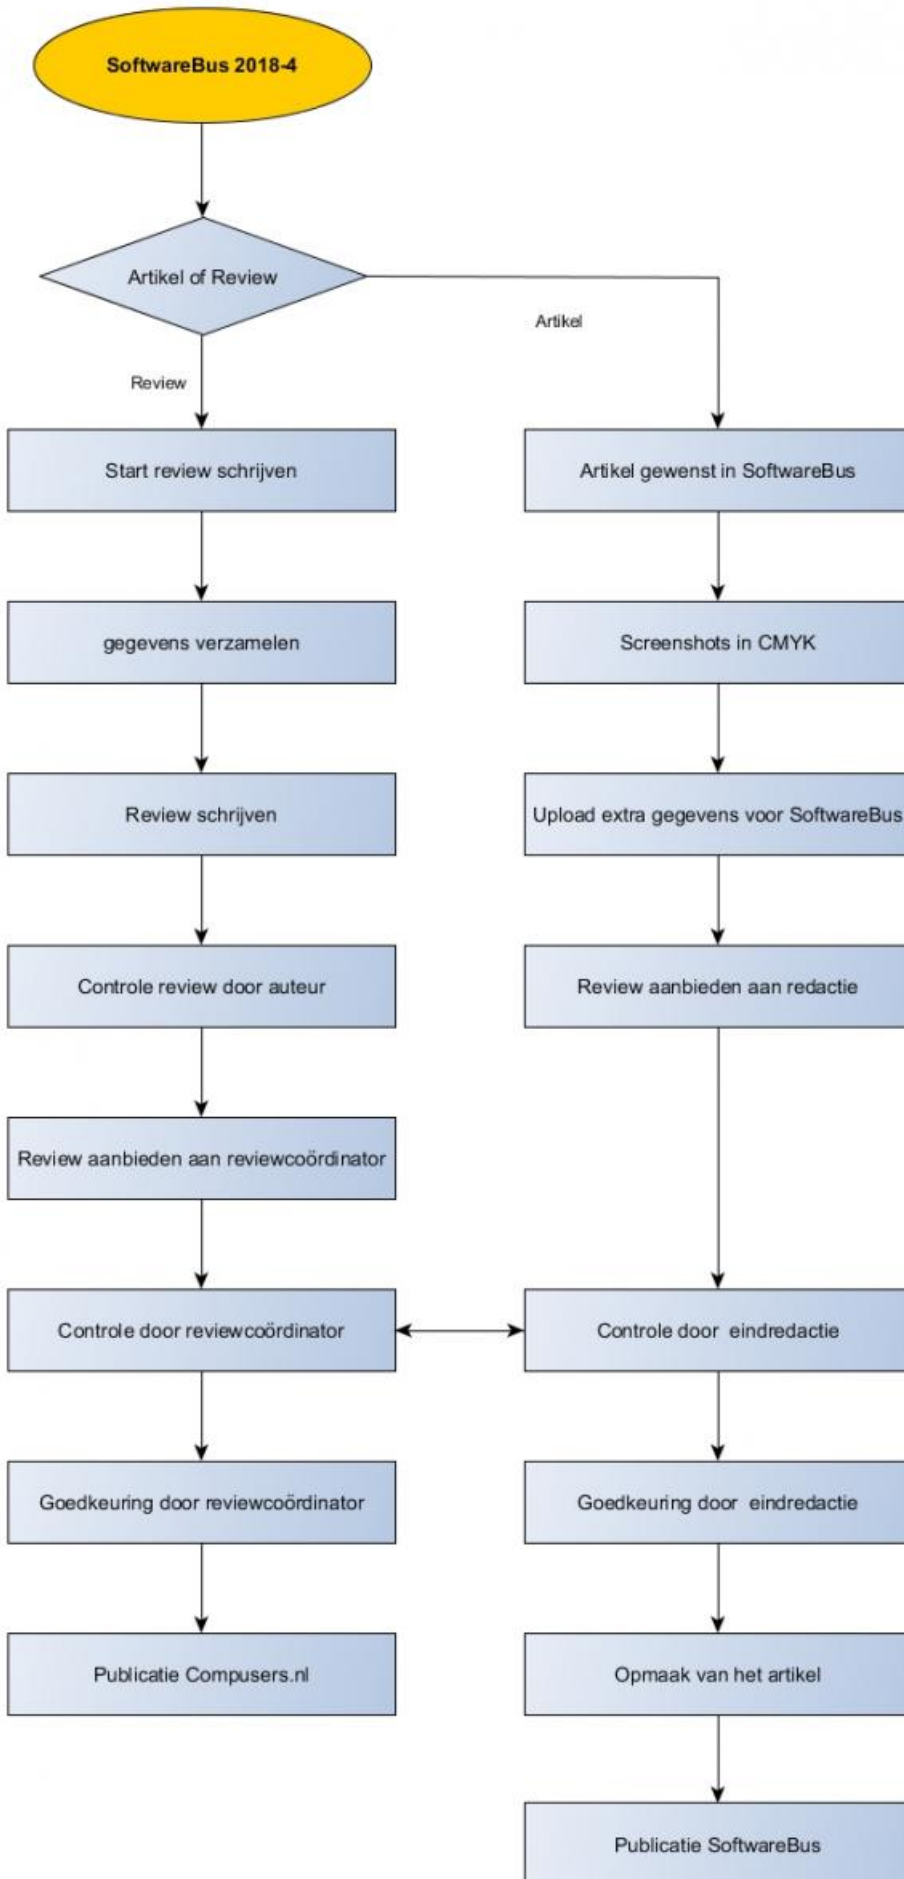 SoftwareBus 2018-4
Artikel of Review
Artikel
Review
Start review schrijven
Artikel gewenst in SoftwareBus
gegevens verzamelen
Screenshots in CMYK
Review schrijven
Upload extra gegevens voor SoftwareBus
Controle review door auteur
Review aanbieden aan redactie
Review aanbieden aan reviewcoördinator
Controle door reviewcoördinator
Controle door eindredactie
Goedkeuring door reviewcoördinator
Goedkeuring door eindredactie
Publicatie Compusers.nl
Opmaak van het artikel
Publicatie SoftwareBus